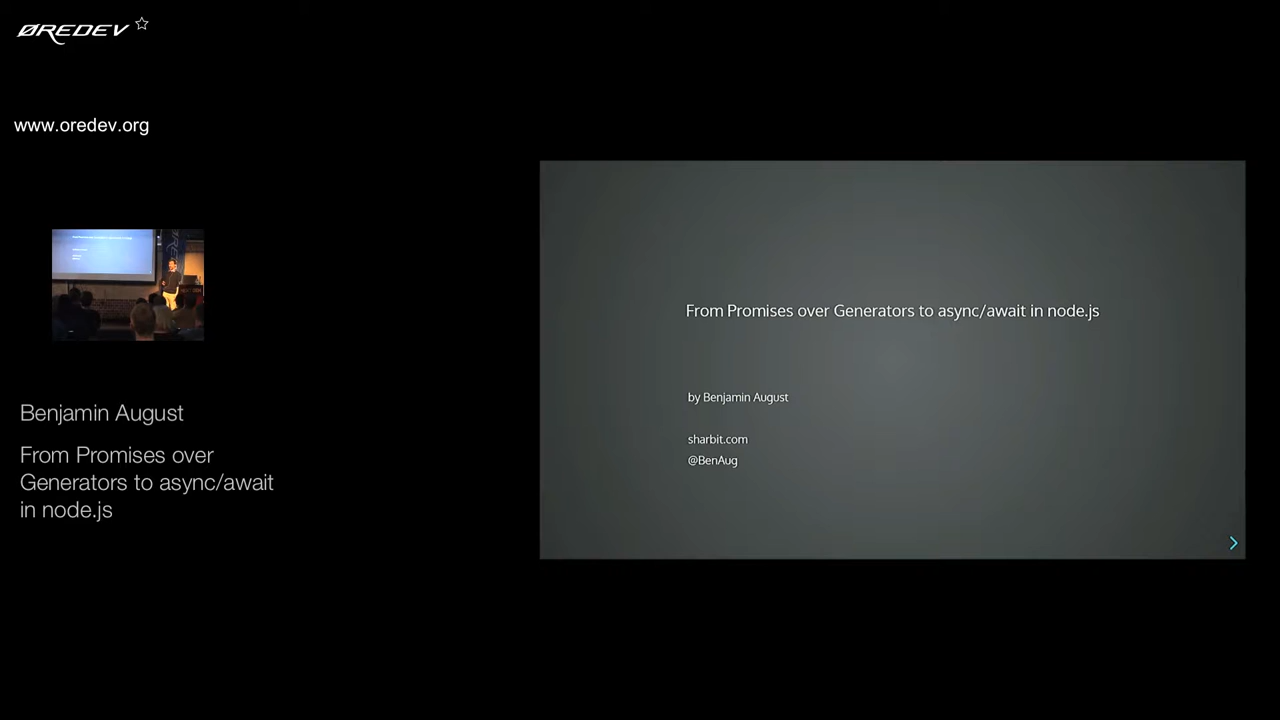 ØREDEV
www.oredev.org
Benjamin August
From Promises over
Generators to async/await
in node.js
From Promises over Generators to async/await in node.js
by Benjamin August
sharbit.com
@BenAug